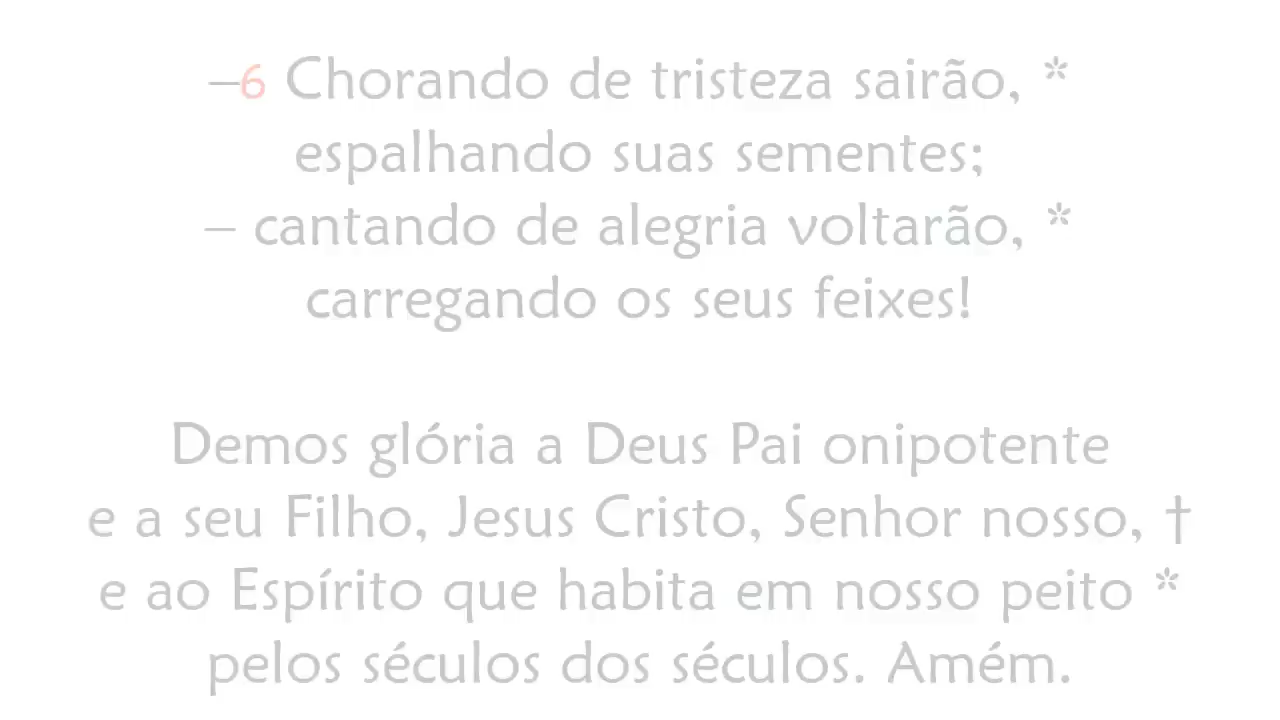 –6 Chorando de tristeza sairão, *
espalhando suas sementes;
– cantando de alegria voltarão, *
carregando os seus feixes!
Demos glória a Deus Pai onipotente
e a seu Filho, Jesus Cristo, Senhor nosso, †
e ao Espírito que habita em nosso peito *
pelos séculos dos séculos. Amém.